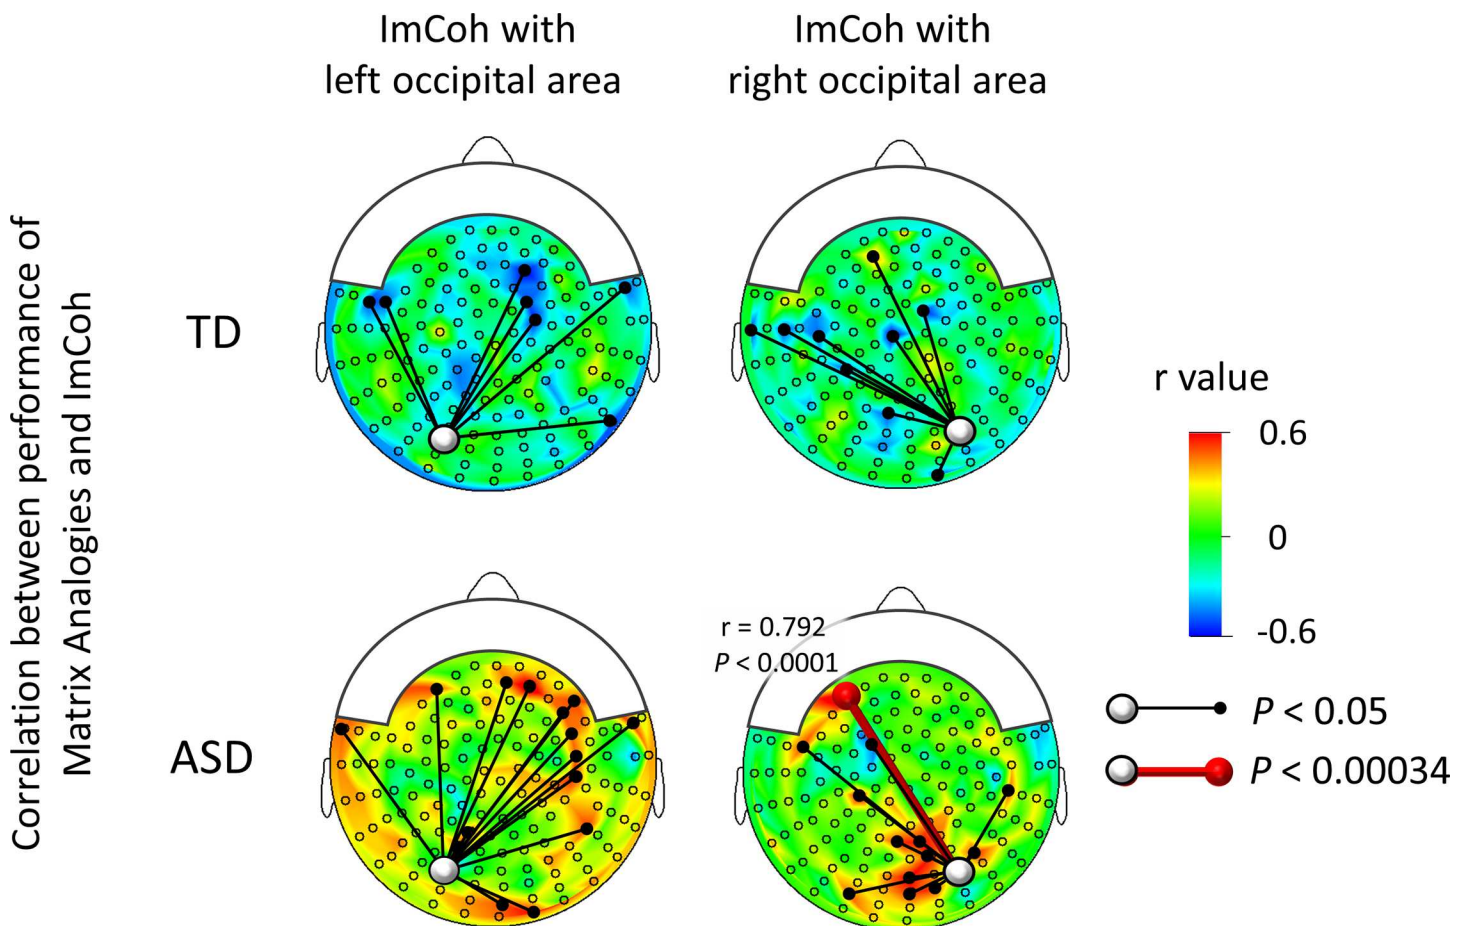 ImCoh with
left occipital area
ImCoh with
right occipital area
Correlation between performance of
Matrix Analogies and ImCoh
TD
ASD
r = 0.792
P < 0.0001
r value
0.6
0
-0.6
P < 0.05
P < 0.00034